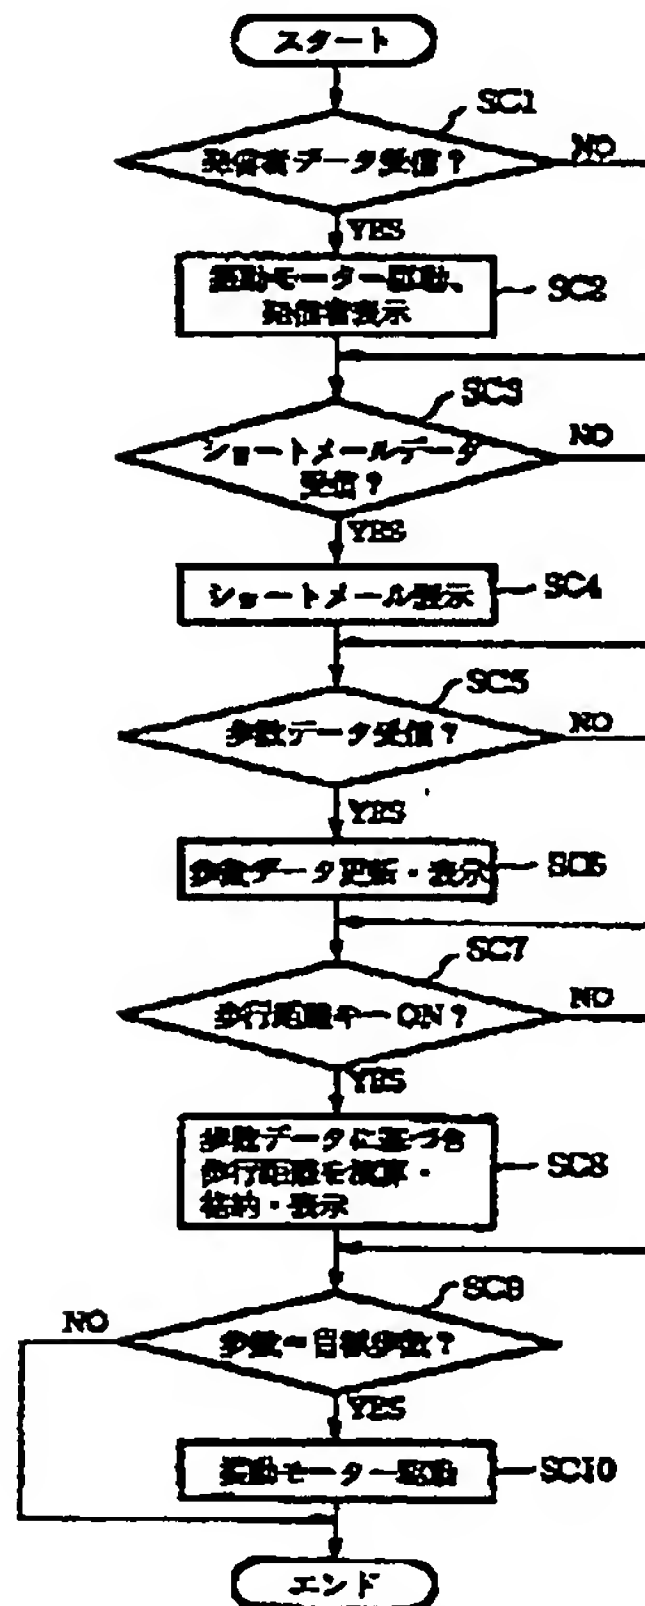 スタート
SC1
発信者データ受信?
NO
YES
振動モーター駆動、
発信者表示
SC2
SC3
ショートメールデータ
受信?
NO
YES
ショートメール表示
SC4
SC5
歩数データ受信?
NO
YES
歩数データ更新・表示
SC6
SC7
歩行距離キーON?
NO
YES
歩数データに基づき
歩行距離を演算・
格納・表示
SC8
SC9
NO
歩数=目標歩数?
YES
振動モーター駆動
SC10
エンド